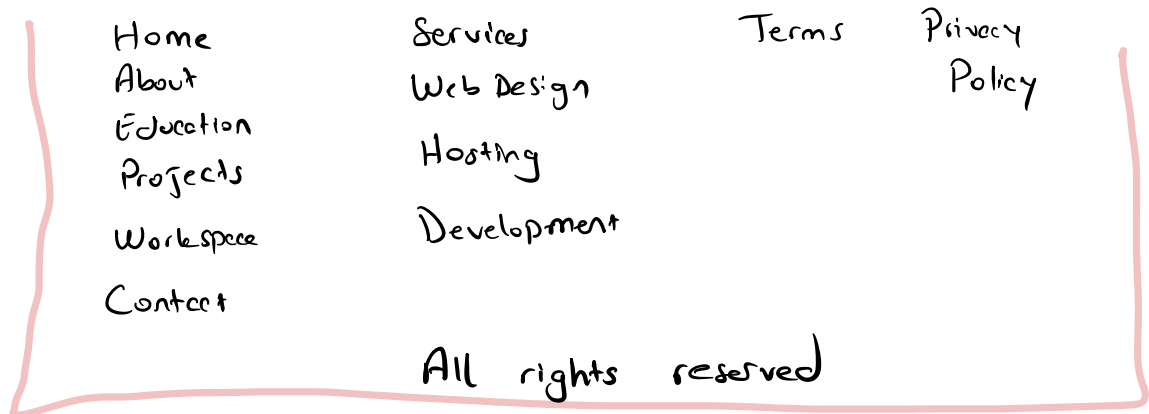 Home
About
Education
Projects
Workspace
Contact
Services
Web Design
Hosting
Development
Terms
Privacy
Policy
All rights reserved